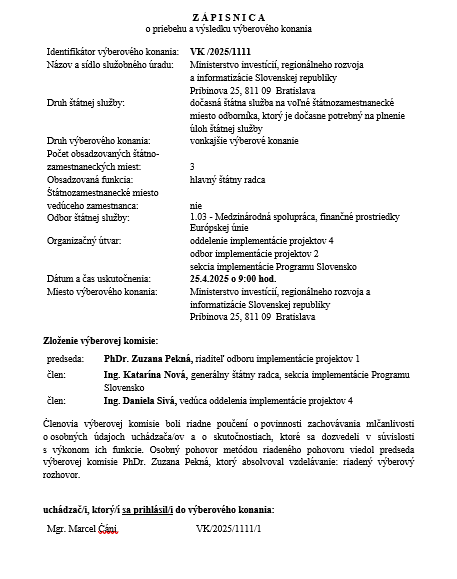 Z Á P I S N I C A
o priebehu a výsledku výberového konania
Identifikátor výberového konania: VK /2025/1111
Názov a sídlo služobného úradu: Ministerstvo investícií, regionálneho rozvoja
a informatizácie Slovenskej republiky
Pribinova 25, 811 09 Bratislava
Druh štátnej služby: dočasná štátna služba na voľné štátnozamestnanecké
miesto odborníka, ktorý je dočasne potrebný na plnenie
úloh štátnej služby
Druh výberového konania: vonkajšie výberové konanie
Počet obsadzovaných štátno-
zamestnaneckých miest: 3
Obsadzovaná funkcia: hlavný štátny radca
Štátnozamestnanecké miesto
vedúceho zamestnanca: nie
Odbor štátnej služby: 1.03 - Medzinárodná spolupráca, finančné prostriedky
Európskej únie
Organizačný útvar: oddelenie implementácie projektov 4
odbor implementácie projektov 2
sekcia implementácie Programu Slovensko
Dátum a čas uskutočnenia: 25.4.2025 o 9:00 hod.
Miesto výberového konania: Ministerstvo investícií, regionálneho rozvoja a
informatizácie Slovenskej republiky
Pribinova 25, 811 09 Bratislava
Zloženie výberovej komisie:
predseda: PhDr. Zuzana Pekná, riaditeľ odboru implementácie projektov 1
člen: Ing. Katarína Nová, generálny štátny radca, sekcia implementácie Programu
Slovensko
člen: Ing. Daniela Sivá, vedúca oddelenia implementácie projektov 4
Členovia výberovej komisie boli riadne poučení o povinnosti zachovávania mlčanlivosti
o osobných údajoch uchádzača/ov a o skutočnostiach, ktoré sa dozvedeli v súvislosti
s výkonom ich funkcie. Osobný pohovor metódou riadeného pohovoru viedol predseda
výberovej komisie PhDr. Zuzana Pekná, ktorý absolvoval vzdelávanie: riadený výberový
rozhovor.
uchádzač/i, ktorý/í sa prihlásil/i do výberového konania:
Mgr. Marcel Čáni, VK/2025/1111/1